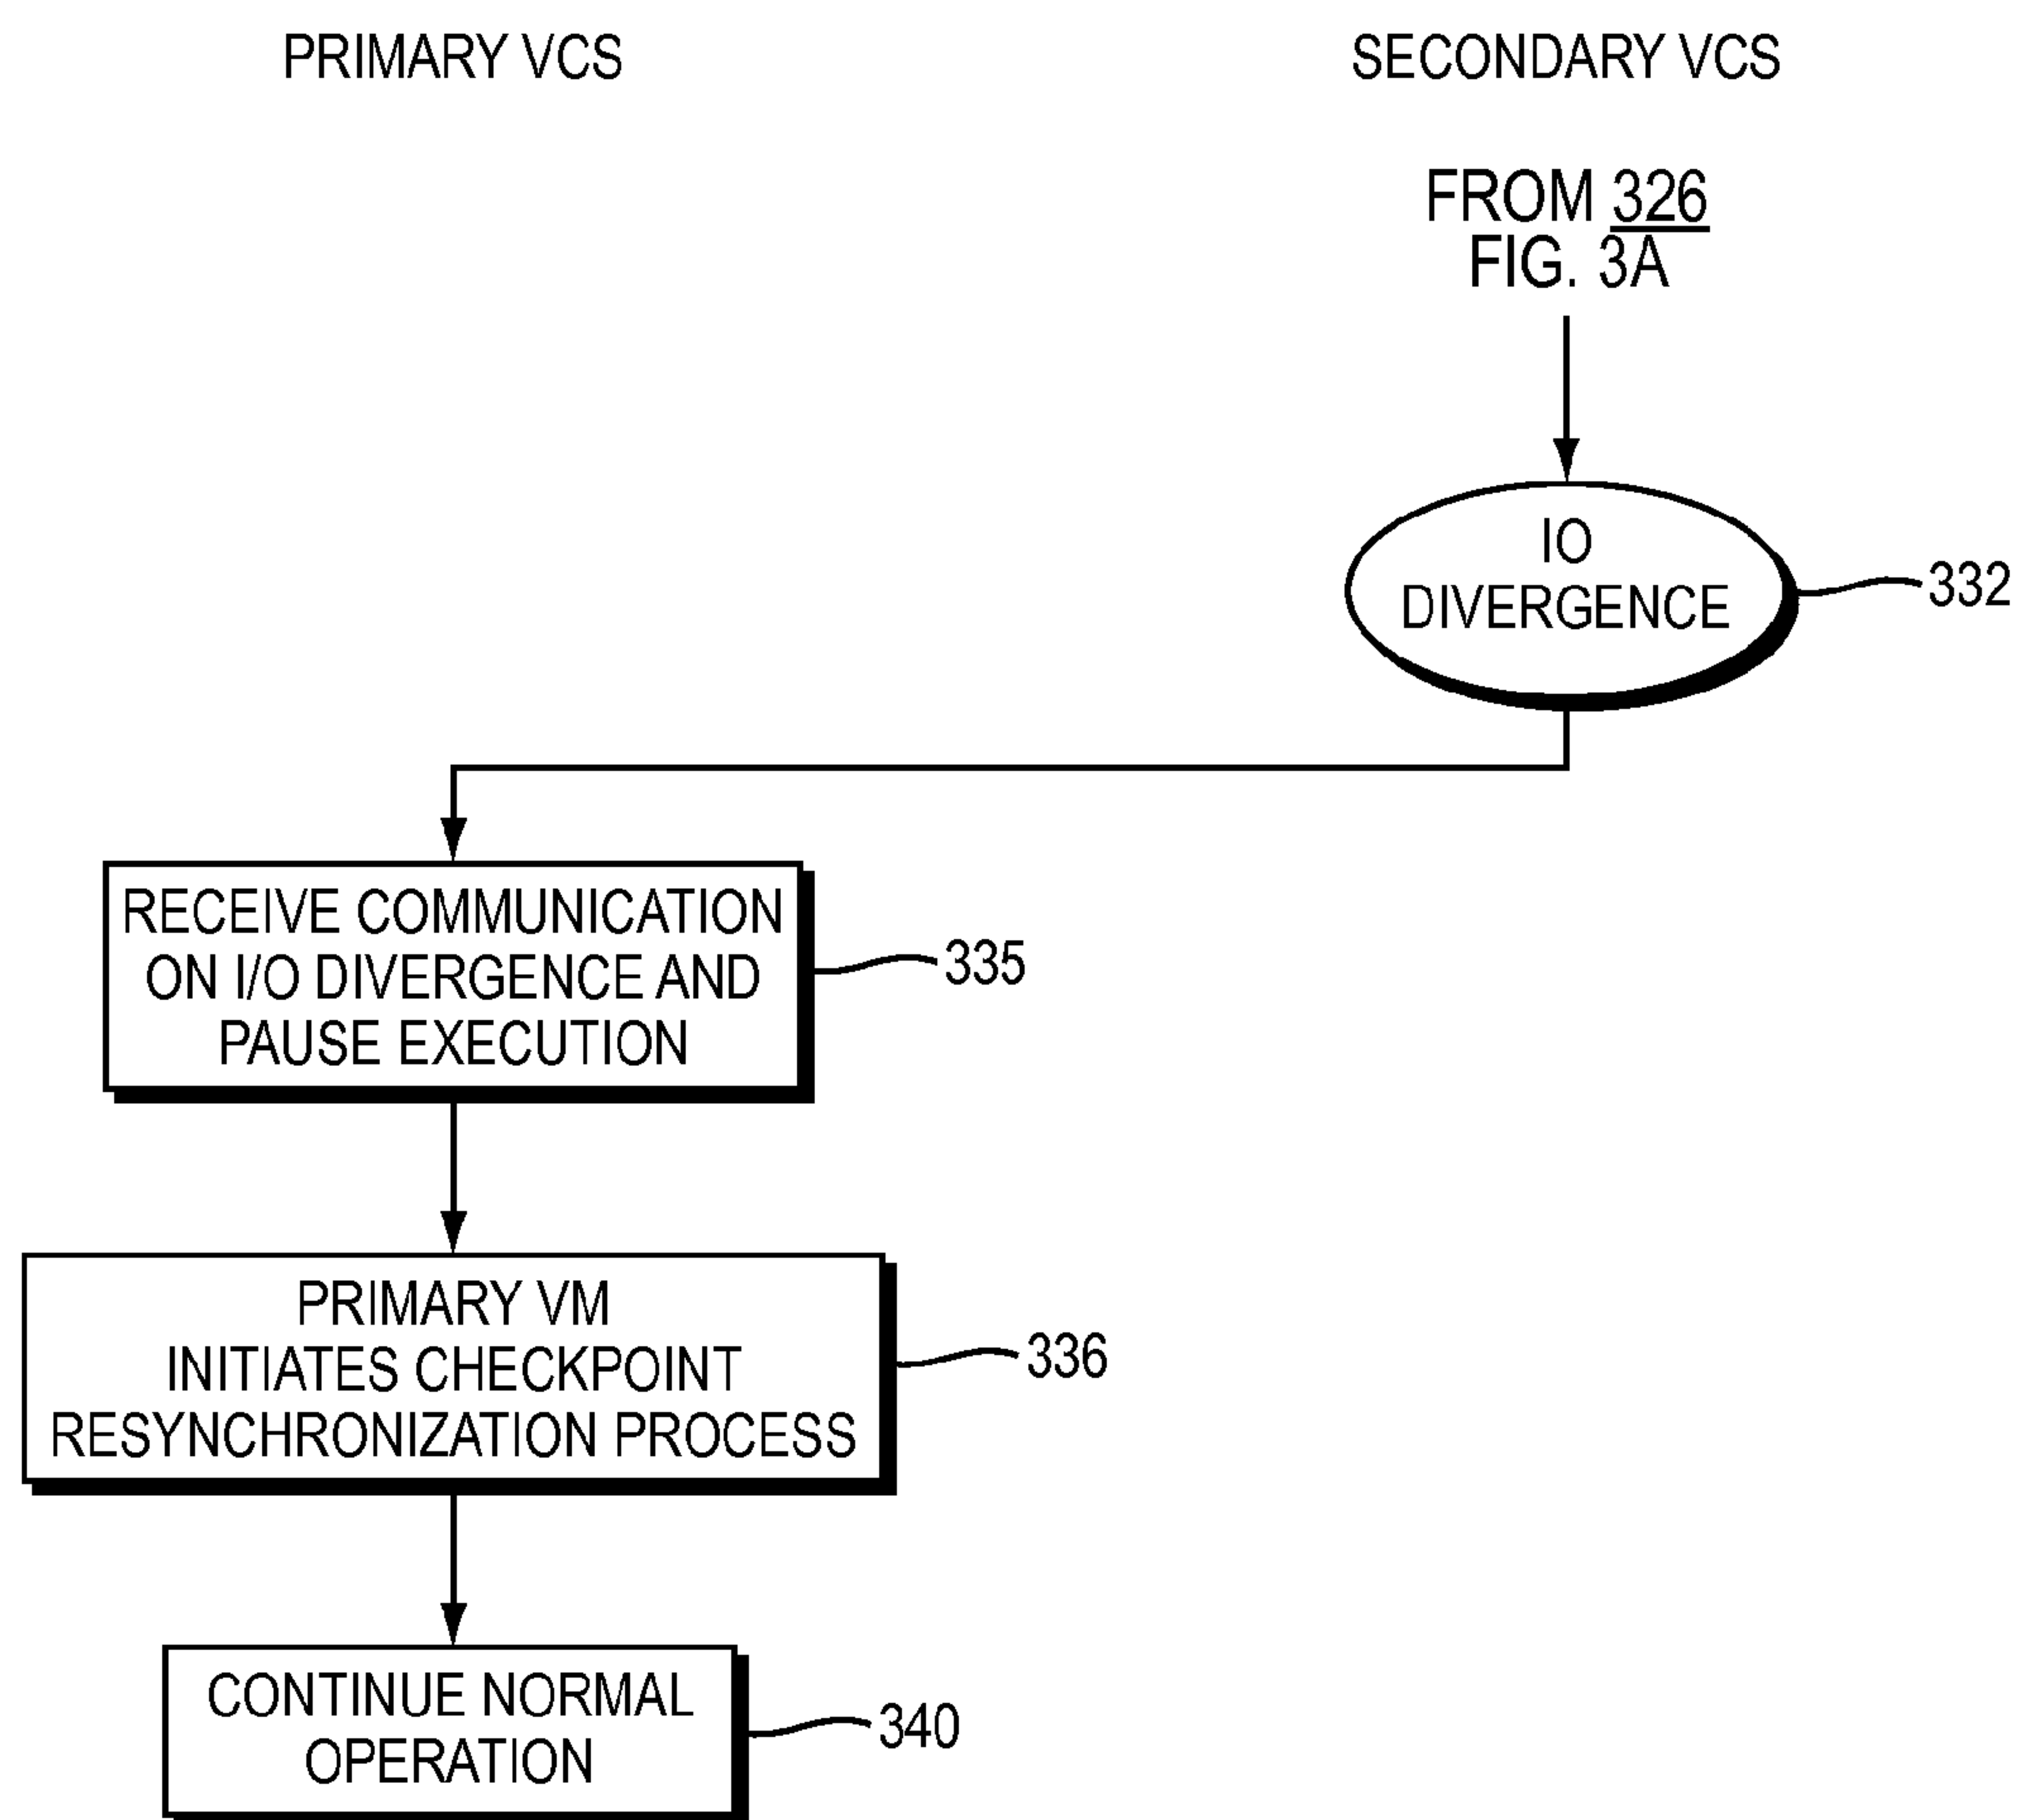 PRIMARY VCS
SECONDARY VCS
FROM 326
FIG. 3A
IO
DIVERGENCE
332
RECEIVE COMMUNICATION
ON I/O DIVERGENCE AND
PAUSE EXECUTION
335
PRIMARY VM
INITIATES CHECKPOINT
RESYNCHRONIZATION PROCESS
336
CONTINUE NORMAL
OPERATION
340